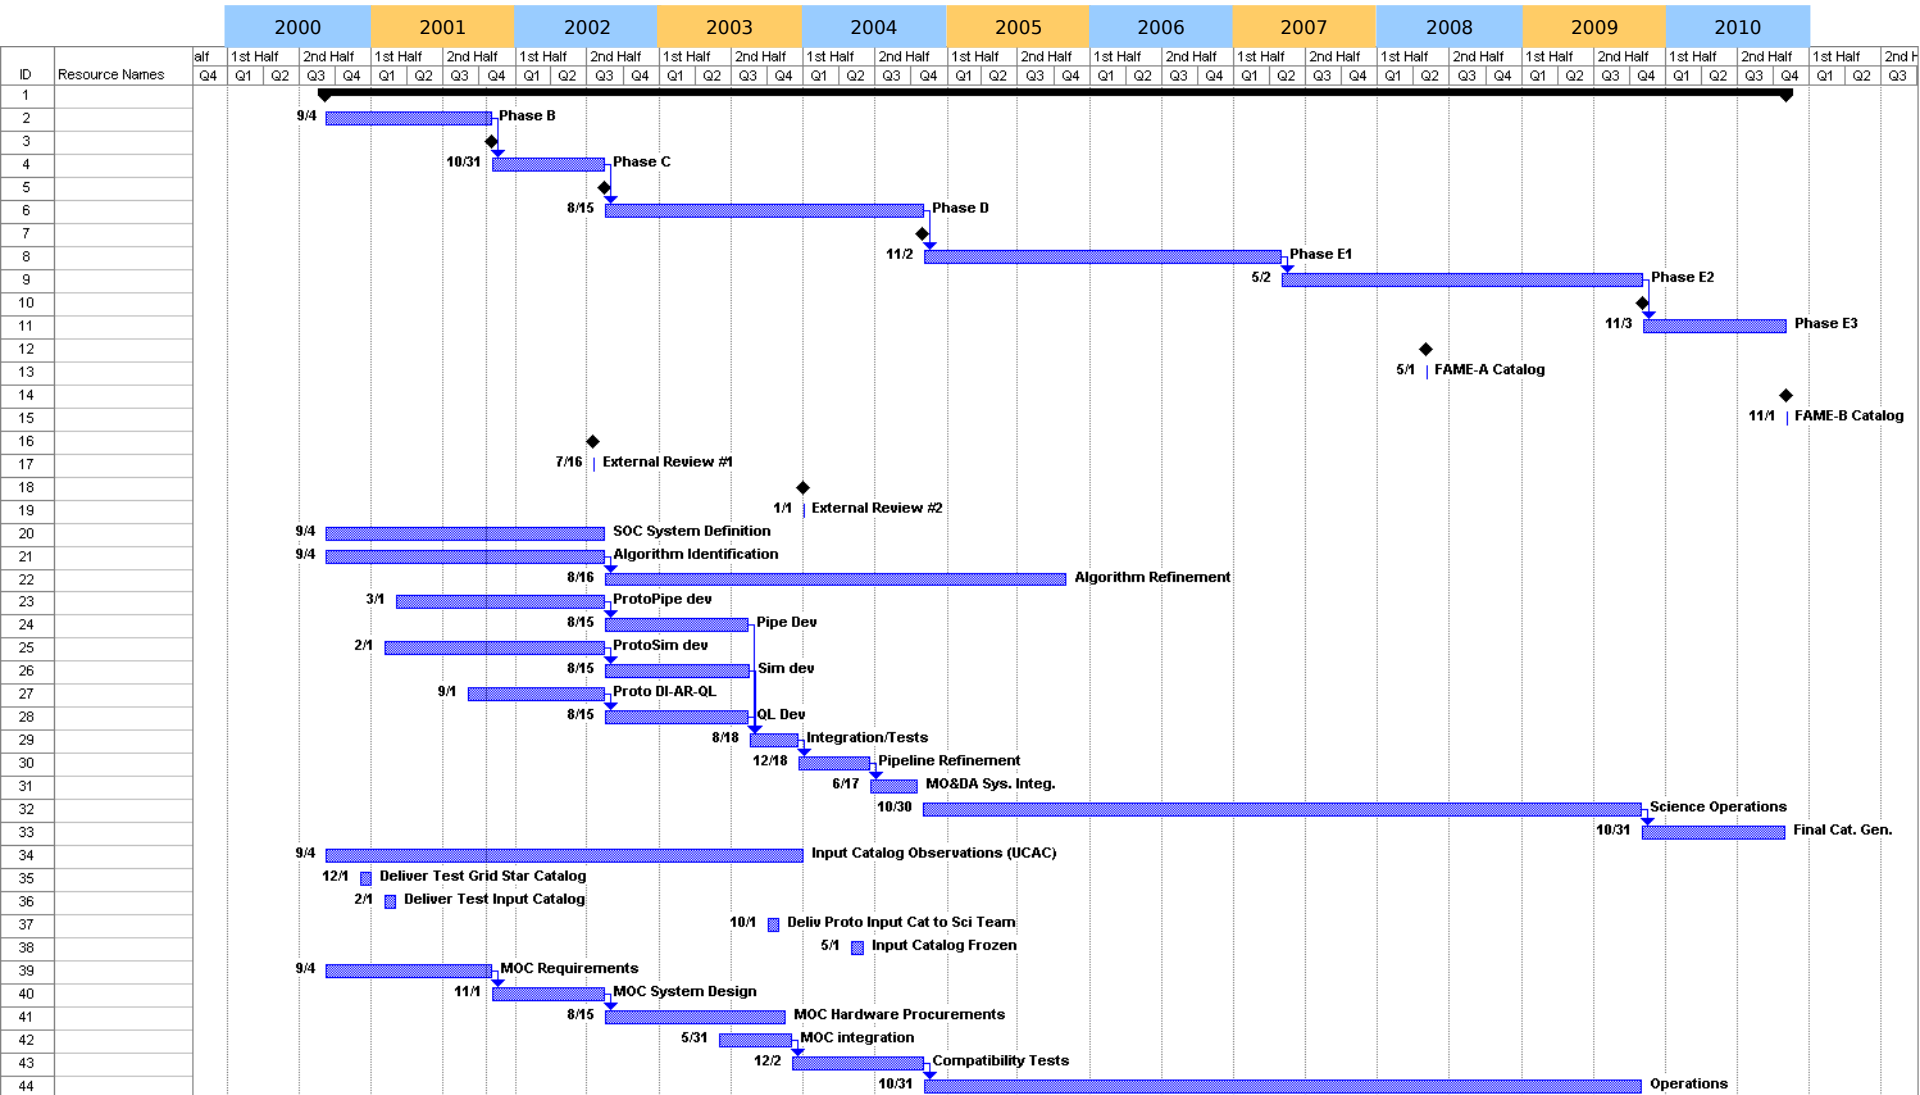 2000 2001 2002 2003 2004 2005 2006 2007 2008 2009 2010
alf 1st Half 2nd Half 1st Half 2nd Half 1st Half 2nd Half 1st Half 2nd Half 1st Half 2nd Half 1st Half 2nd Half 1st Half 2nd Half 1st Half 2nd Half 1st Half 2nd Half 1st Half 2nd Half 1st Half 2nd Half 1st Half 2nd H
ID Resource Names Q4 Q1 Q2 Q3 Q4 Q1 Q2 Q3 Q4 Q1 Q2 Q3 Q4 Q1 Q2 Q3 Q4 Q1 Q2 Q3 Q4 Q1 Q2 Q3 Q4 Q1 Q2 Q3 Q4 Q1 Q2 Q3 Q4 Q1 Q2 Q3 Q4 Q1 Q2 Q3 Q4 Q1 Q2 Q3 Q4 Q1 Q2 Q3
1
2 9/4 Phase B
3
4 10/31 Phase C
5
6 8/15 Phase D
7
8 11/2 Phase E1
9 5/2 Phase E2
10
11 11/3 Phase E3
12
13 5/1 FAME-A Catalog
14
15 11/1 FAME-B Catalog
16
17 7/16 External Review #1
18
19 1/1 External Review #2
20 9/4 SOC System Definition
21 9/4 Algorithm Identification
22 8/16 Algorithm Refinement
23 3/1 ProtoPipe dev
24 8/15 Pipe Dev
25 2/1 ProtoSim dev
26 8/15 Sim dev
27 9/1 Proto DI-AR-QL
28 8/15 QL Dev
29 8/18 Integration/Tests
30 12/18 Pipeline Refinement
31 6/17 MO&DA Sys. Integ.
32 10/30 Science Operations
33 10/31 Final Cat. Gen.
34 9/4 Input Catalog Observations (UCAC)
35 12/1 Deliver Test Grid Star Catalog
36 2/1 Deliver Test Input Catalog
37 10/1 Deliv Proto Input Cat to Sci Team
38 5/1 Input Catalog Frozen
39 9/4 MOC Requirements
40 11/1 MOC System Design
41 8/15 MOC Hardware Procurements
42 5/31 MOC integration
43 12/2 Compatibility Tests
44 10/31 Operations